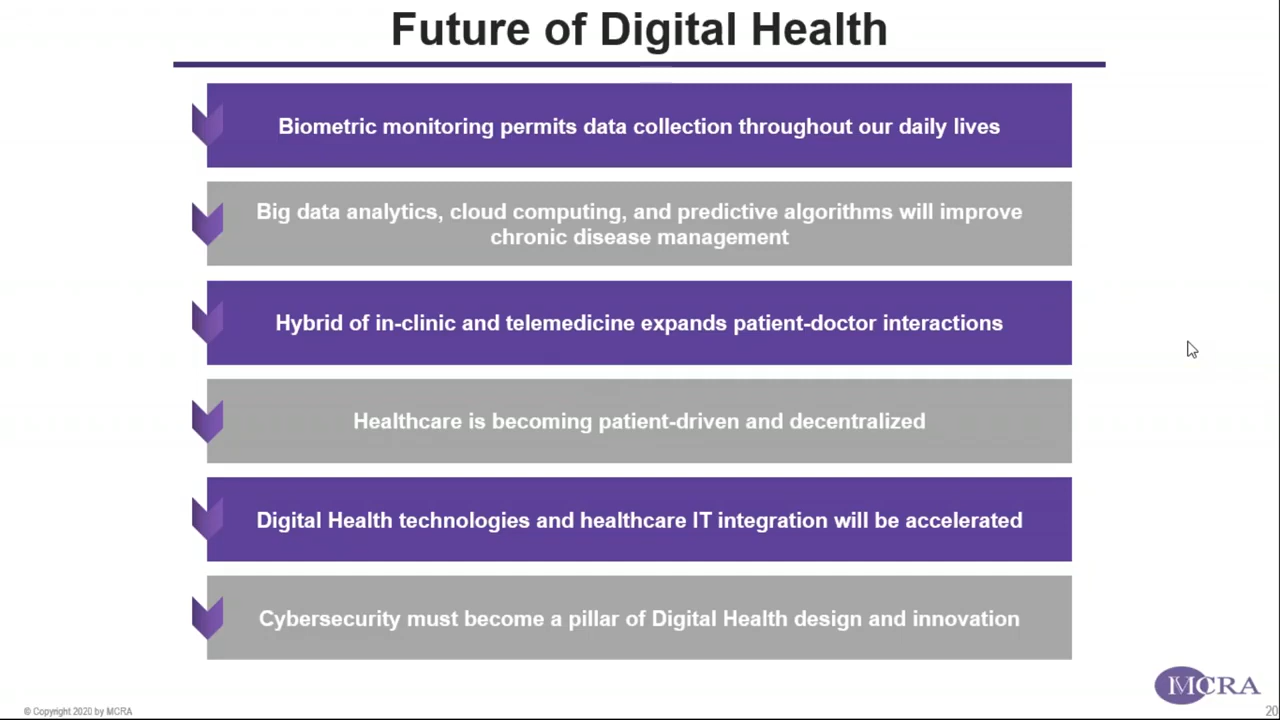 Future of Digital Health
Biometric monitoring permits data collection throughout our daily lives
Big data analytics, cloud computing, and predictive algorithms will improve
chronic disease management
Hybrid of in-clinic and telemedicine expands patient-doctor interactions
Healthcare is becoming patient-driven and decentralized
Digital Health technologies and healthcare IT integration will be accelerated
Cybersecurity must become a pillar of Digital Health design and innovation
MCRA
© Copyright 2020 by MCRA
20